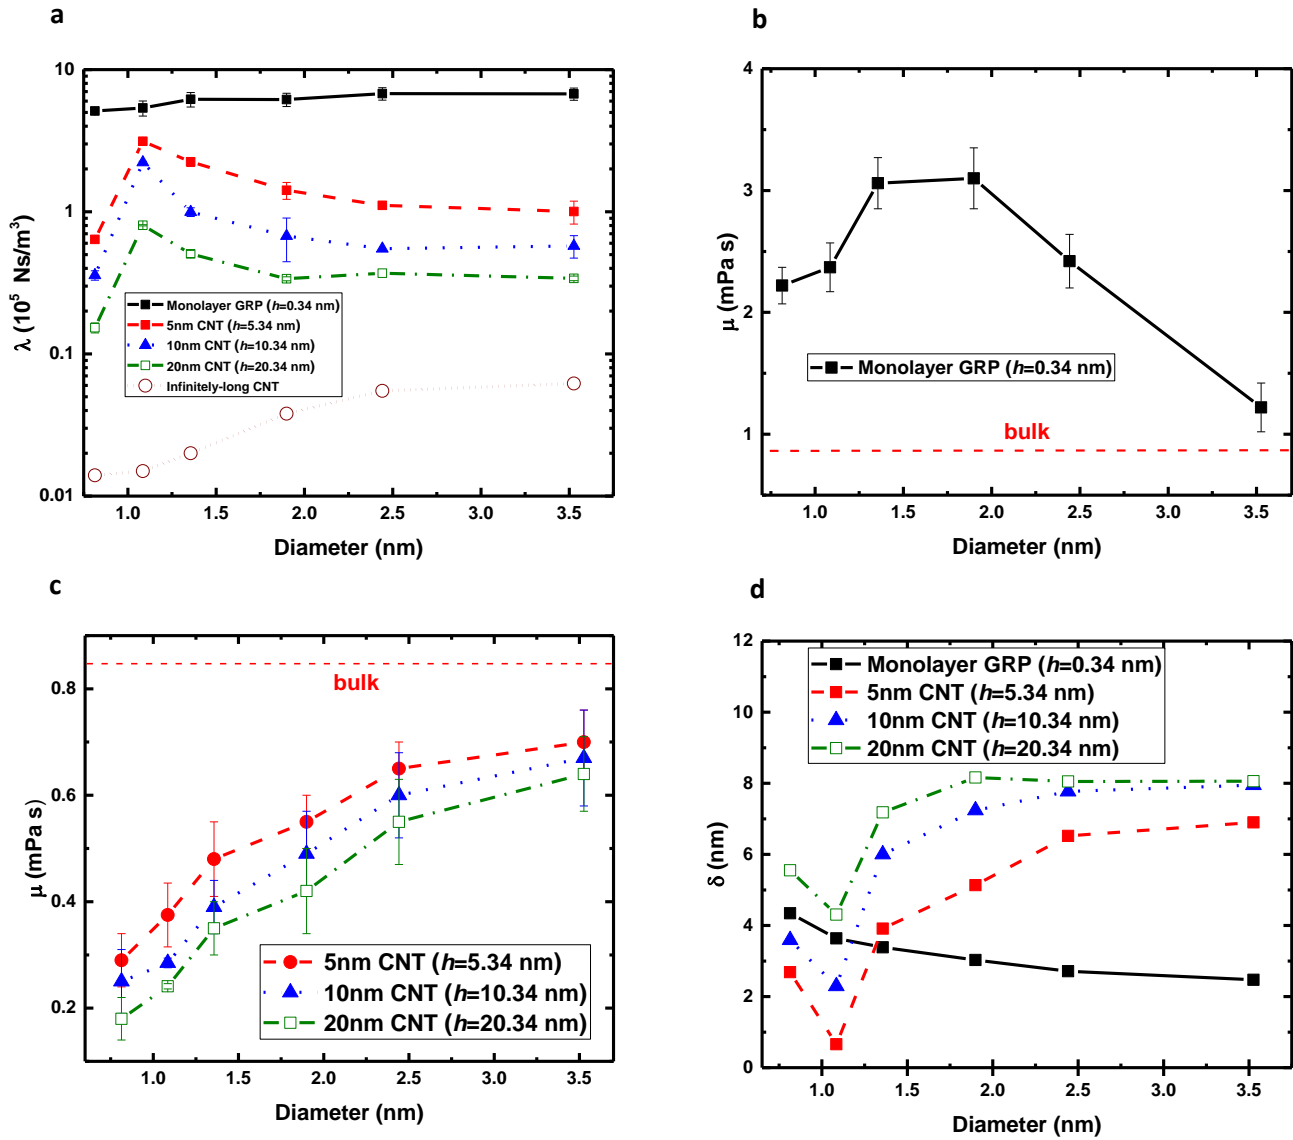 a
10
1
0.1
0.01
λ (10⁵ Ns/m³)
Monolayer GRP (h=0.34 nm)
5nm CNT (h=5.34 nm)
10nm CNT (h=10.34 nm)
20nm CNT (h=20.34 nm)
Infinitely-long CNT
1.0 1.5 2.0 2.5 3.0 3.5
Diameter (nm)
b
4
3
2
1
μ (mPa s)
Monolayer GRP (h=0.34 nm)
bulk
1.0 1.5 2.0 2.5 3.0 3.5
Diameter (nm)
c
0.8
0.6
0.4
0.2
μ (mPa s)
bulk
5nm CNT (h=5.34 nm)
10nm CNT (h=10.34 nm)
20nm CNT (h=20.34 nm)
1.0 1.5 2.0 2.5 3.0 3.5
Diameter (nm)
d
12
10
8
6
4
2
0
δ (nm)
Monolayer GRP (h=0.34 nm)
5nm CNT (h=5.34 nm)
10nm CNT (h=10.34 nm)
20nm CNT (h=20.34 nm)
1.0 1.5 2.0 2.5 3.0 3.5
Diameter (nm)